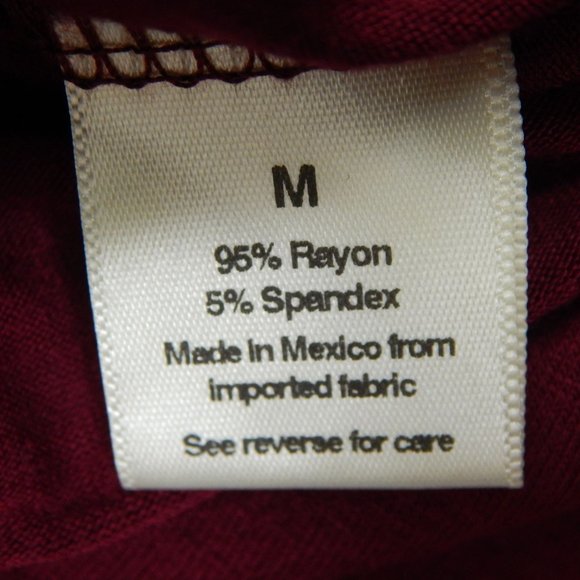 M
95% Rayon
5% Spandex
Made in Mexico from
imported fabric
See reverse for care